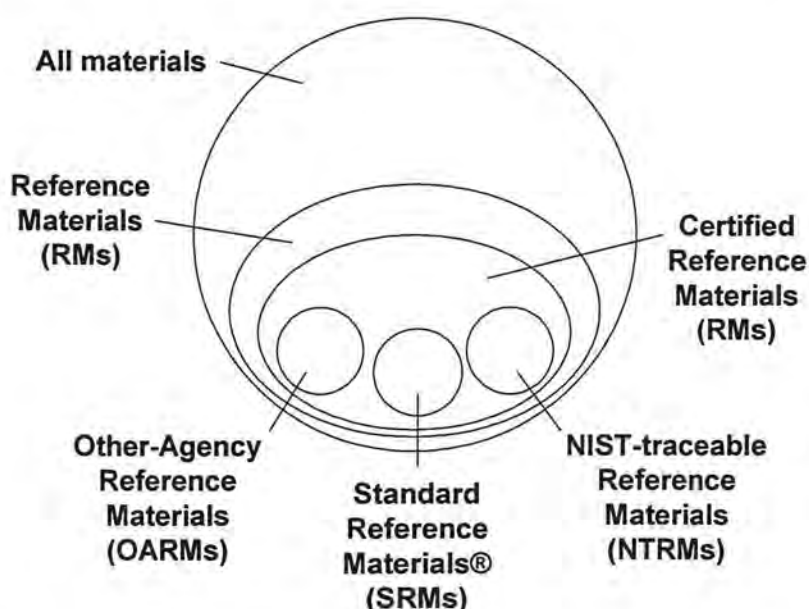 All materials
Reference
Materials
(RMs)
Certified
Reference
Materials
(RMs)
Other-Agency
Reference
Materials
(OARMs)
Standard
Reference
Materials®
(SRMs)
NIST-traceable
Reference
Materials
(NTRMs)